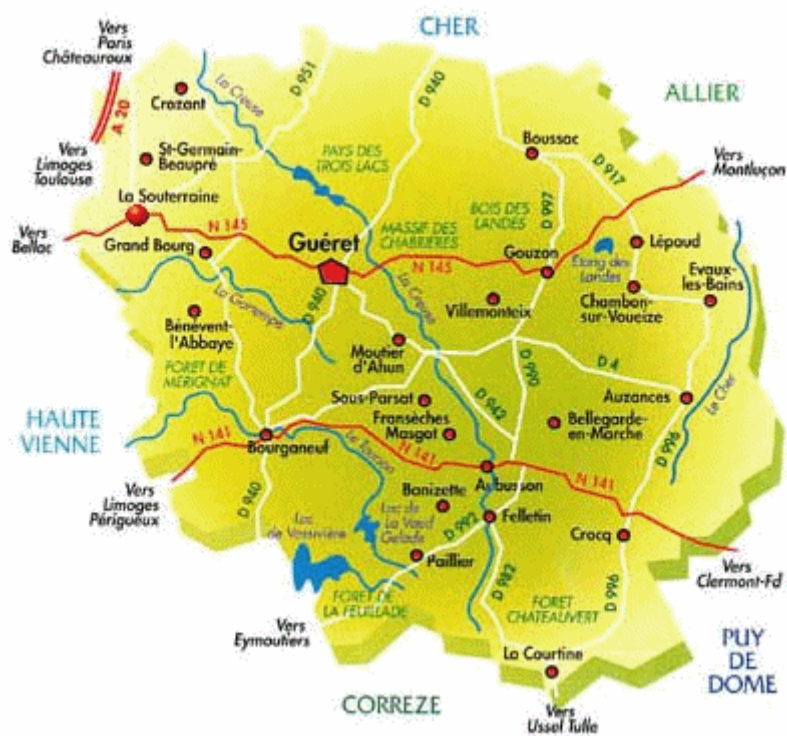 Vers
Paris
Châteauroux
CHER
ALLIER
A 20
Crozant
La Creuse
D 951
D 940
Vers
Limoges
Toulouse
St-Germain-
Beaupré
PAYS DES
TROIS LACS
Boussac
D 917
Vers
Montluçon
La Souterraine
Vers
Bellac
N 145
Grand Bourg
Guéret
MASSIF DES
CHABRIÈRES
BOIS DES
LANDES
D 997
N 145
Gouzon
Étang des
Landes
Lépaud
Evaux-
les-Bains
Chambon-
sur-Voueize
La Gartempe
D 940
La Creuse
Villemonteix
Bénévent-
l'Abbaye
Moutier
d'Ahun
FORET DE
MÉRIGNAT
D 990
D 4
Auzances
Le Cher
Sous-Parsat
D 942
Fransèches
Masgot
Bellegarde-
en-Marche
D 996
HAUTE
VIENNE
N 141
Bourganeuf
Le Taurion
N 141
Aubusson
N 141
Vers
Limoges
Périgueux
D 940
Banizette
Lac de
La Vaud
Gelade
D 992
Felletin
Crocq
Lac
de Vassivière
Paillier
Vers
Clermont-Fd
FORET DE
LA FEUILLADE
D 982
FORET
CHATEAUVERT
D 996
Vers
Eymoutiers
La Courtine
PUY
DE
DOME
CORREZE
Vers
Ussel Tulle